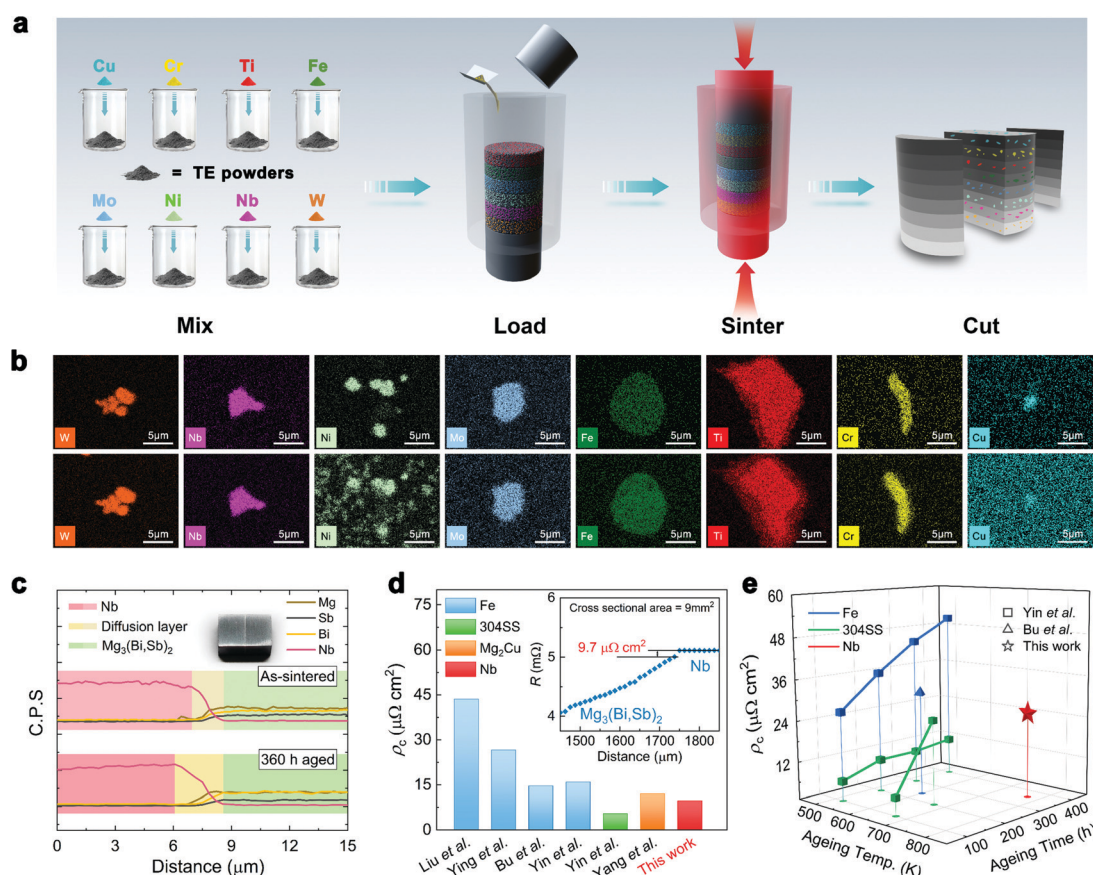 a
Cu Cr Ti Fe
= TE powders
Mo Ni Nb W
Mix Load Sinter Cut
b
W 5μm Nb 5μm Ni 5μm Mo 5μm Fe 5μm Ti 5μm Cr 5μm Cu 5μm
W 5μm Nb 5μm Ni 5μm Mo 5μm Fe 5μm Ti 5μm Cr 5μm Cu 5μm
c
Nb
Diffusion layer
Mg₃(Bi,Sb)₂
Mg
Sb
Bi
Nb
As-sintered
360 h aged
C.P.S
0 3 6 9 12 15
Distance (μm)
d
ρc (μΩ cm²)
75
60
45
30
15
0
Fe
304SS
Mg₂Cu
Nb
Cross sectional area = 9mm²
9.7 μΩ cm²
Nb
Mg₃(Bi,Sb)₂
R (mΩ)
6
5
4
1500 1600 1700 1800
Distance (μm)
Liu et al.
Ying et al.
Bu et al.
Yin et al.
Yin et al.
Yang et al.
This work
e
Fe
304SS
Nb
Yin et al.
Bu et al.
This work
ρc (μΩ cm²)
60
48
36
24
12
500 600 700 800
Ageing Temp. (K)
100 200 300 400
Ageing Time (h)